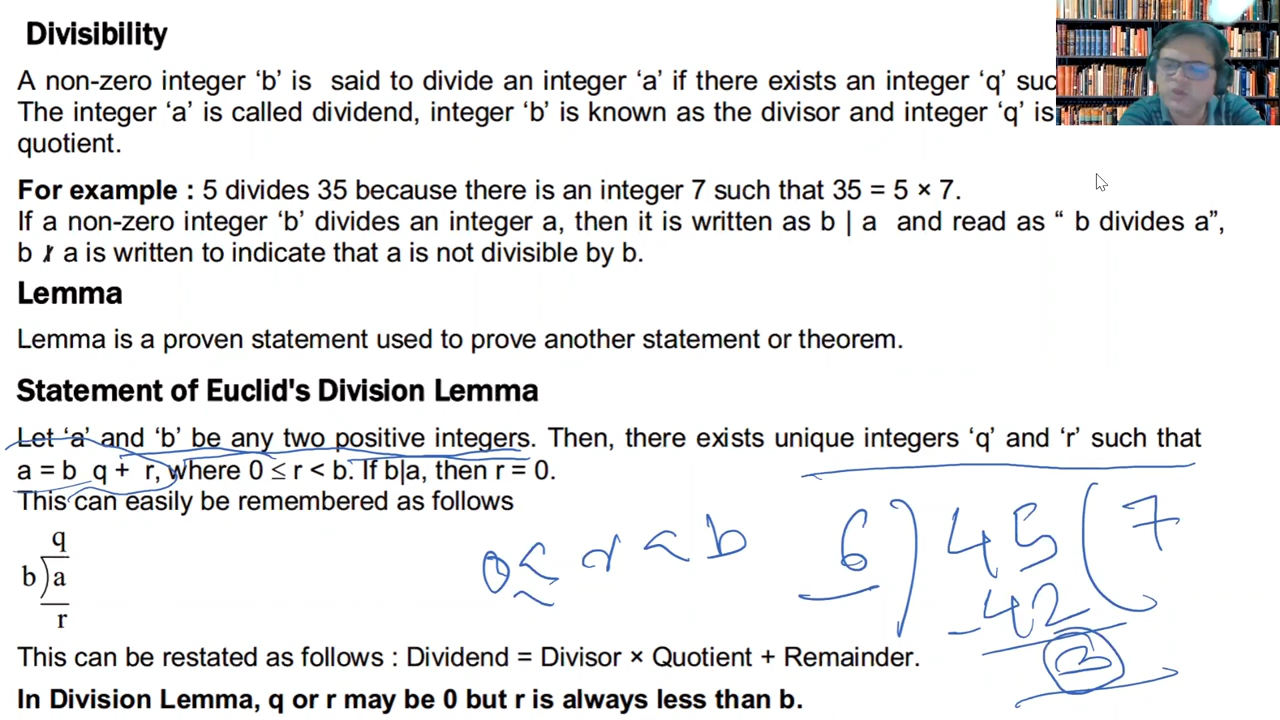 Divisibility
A non-zero integer ‘b’ is said to divide an integer ‘a’ if there exists an integer ‘q’
The integer ‘a’ is called dividend, integer ‘b’ is known as the divisor and integer ‘q’ is
quotient.
For example : 5 divides 35 because there is an integer 7 such that 35 = 5 × 7.
If a non-zero integer ‘b’ divides an integer a, then it is written as b | a and read as “ b divides a”,
b ∤ a is written to indicate that a is not divisible by b.
Lemma
Lemma is a proven statement used to prove another statement or theorem.
Statement of Euclid's Division Lemma
Let ‘a’ and ‘b’ be any two positive integers. Then, there exists unique integers ‘q’ and ‘r’ such that
a = b q + r, where 0 ≤ r < b. If b|a, then r = 0.
This can easily be remembered as follows
q
b)a
r
0 ≤ r < b
6) 45 (7
-42
3
This can be restated as follows : Dividend = Divisor × Quotient + Remainder.
In Division Lemma, q or r may be 0 but r is always less than b.